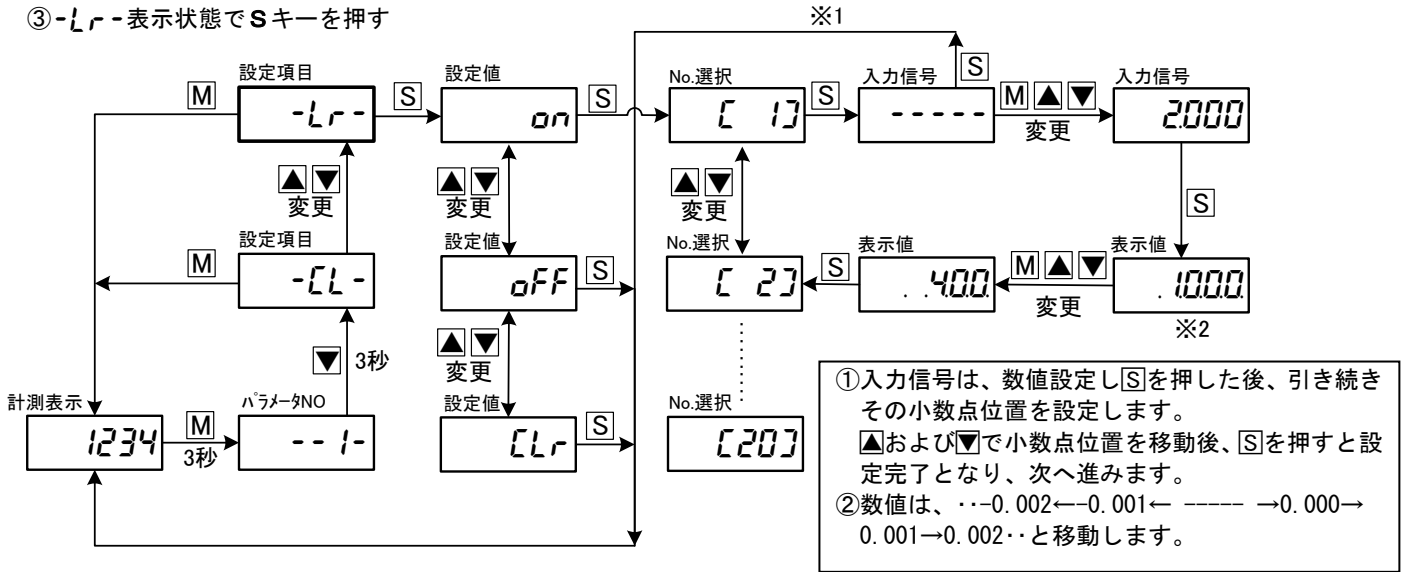 ③-Lr-表示状態でSキーを押す
※1
設定項目 設定値 No.選択 入力信号 S 入力信号
M -Lr- S on S [ 1] S ----- M▲▼ 変更 2.000
▲▼ 変更 ▲▼ 変更 ▲▼ 変更 S
設定項目 設定値 No.選択 表示値 表示値
M -CL- oFF S [ 2] S ..4.0.0. M▲▼ 変更 .1.0.0.0.
※2
▼ 3秒 ▲▼ 変更
計測表示 パラメータNO 設定値 No.選択
1234 M 3秒 --1- CLr S [20]
①入力信号は、数値設定しSを押した後、引き続き
その小数点位置を設定します。
▲および▼で小数点位置を移動後、Sを押すと設
定完了となり、次へ進みます。
②数値は、‥-0.002←-0.001← ----- →0.000→
0.001→0.002‥と移動します。